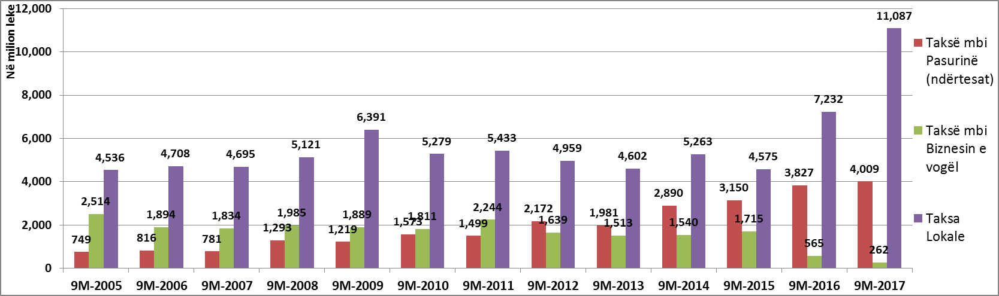 Në milion leke
12,000
10,000
8,000
6,000
4,000
2,000
0
749
2,514
4,536
816
1,894
4,708
781
1,834
4,695
1,293
1,985
5,121
1,219
1,889
6,391
1,573
1,811
5,279
1,499
2,244
5,433
2,172
1,639
4,959
1,981
1,513
4,602
2,890
1,540
5,263
3,150
1,715
4,575
3,827
565
7,232
4,009
262
11,087
9M-2005
9M-2006
9M-2007
9M-2008
9M-2009
9M-2010
9M-2011
9M-2012
9M-2013
9M-2014
9M-2015
9M-2016
9M-2017
Taksë mbi
Pasurinë
(ndërtesat)
Taksë mbi
Biznesin e
vogël
Taksa
Lokale